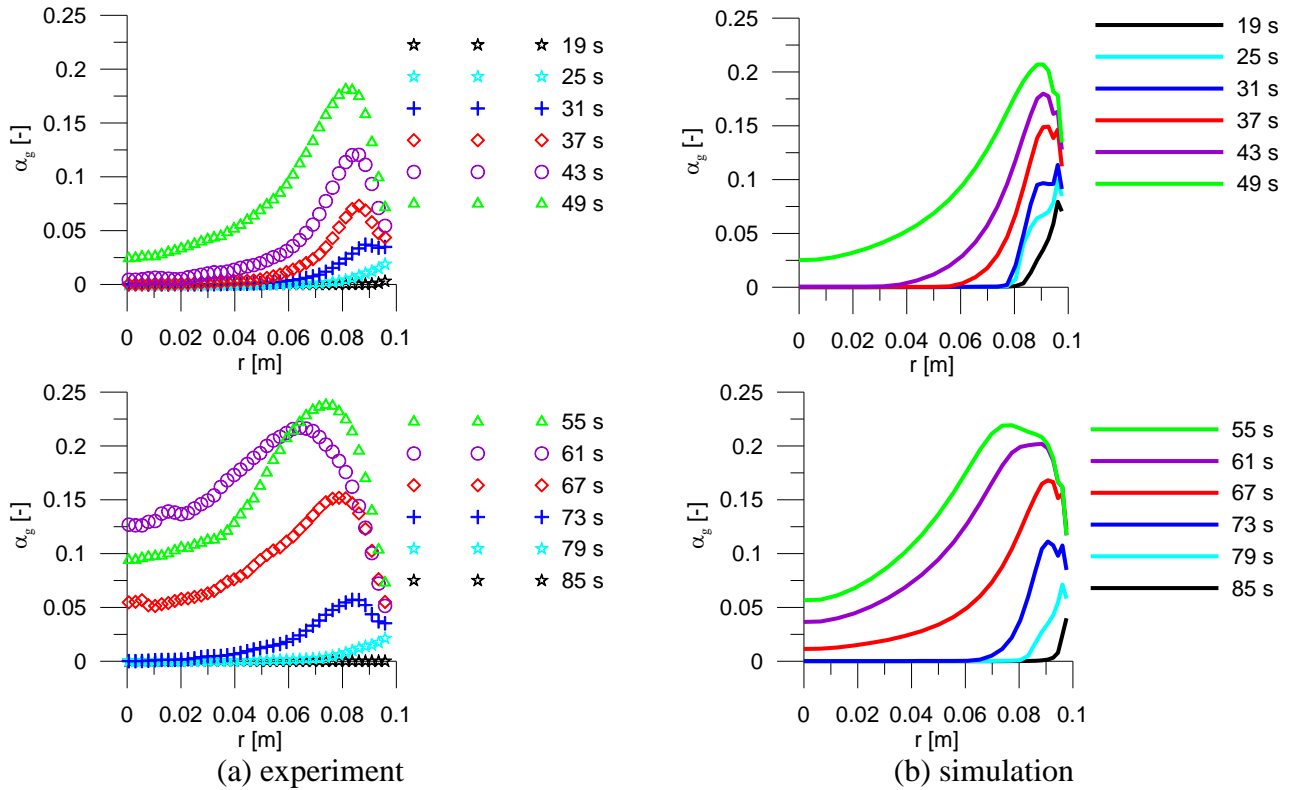 0.25
0.2
0.15
0.1
0.05
0
α_g [-]
0 0.02 0.04 0.06 0.08 0.1
r [m]
19 s
25 s
31 s
37 s
43 s
49 s
0.25
0.2
0.15
0.1
0.05
0
α_g [-]
0 0.02 0.04 0.06 0.08 0.1
r [m]
19 s
25 s
31 s
37 s
43 s
49 s
0.25
0.2
0.15
0.1
0.05
0
α_g [-]
0 0.02 0.04 0.06 0.08 0.1
r [m]
55 s
61 s
67 s
73 s
79 s
85 s
(a) experiment
0.25
0.2
0.15
0.1
0.05
0
α_g [-]
0 0.02 0.04 0.06 0.08 0.1
r [m]
55 s
61 s
67 s
73 s
79 s
85 s
(b) simulation